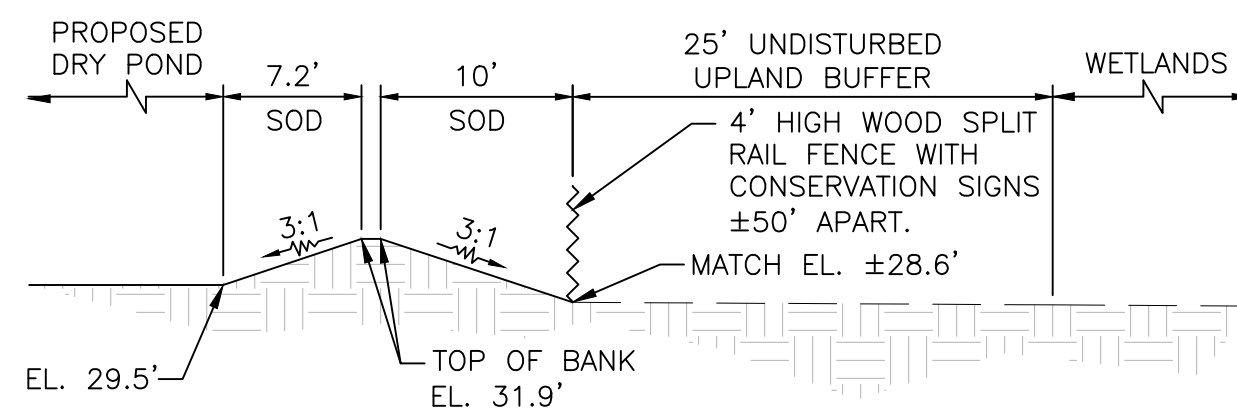 PROPOSED
DRY POND
7.2'
SOD
10'
SOD
25' UNDISTURBED
UPLAND BUFFER
WETLANDS
4' HIGH WOOD SPLIT
RAIL FENCE WITH
CONSERVATION SIGNS
±50' APART.
3:1
3:1
MATCH EL. ±28.6'
EL. 29.5'
TOP OF BANK
EL. 31.9'